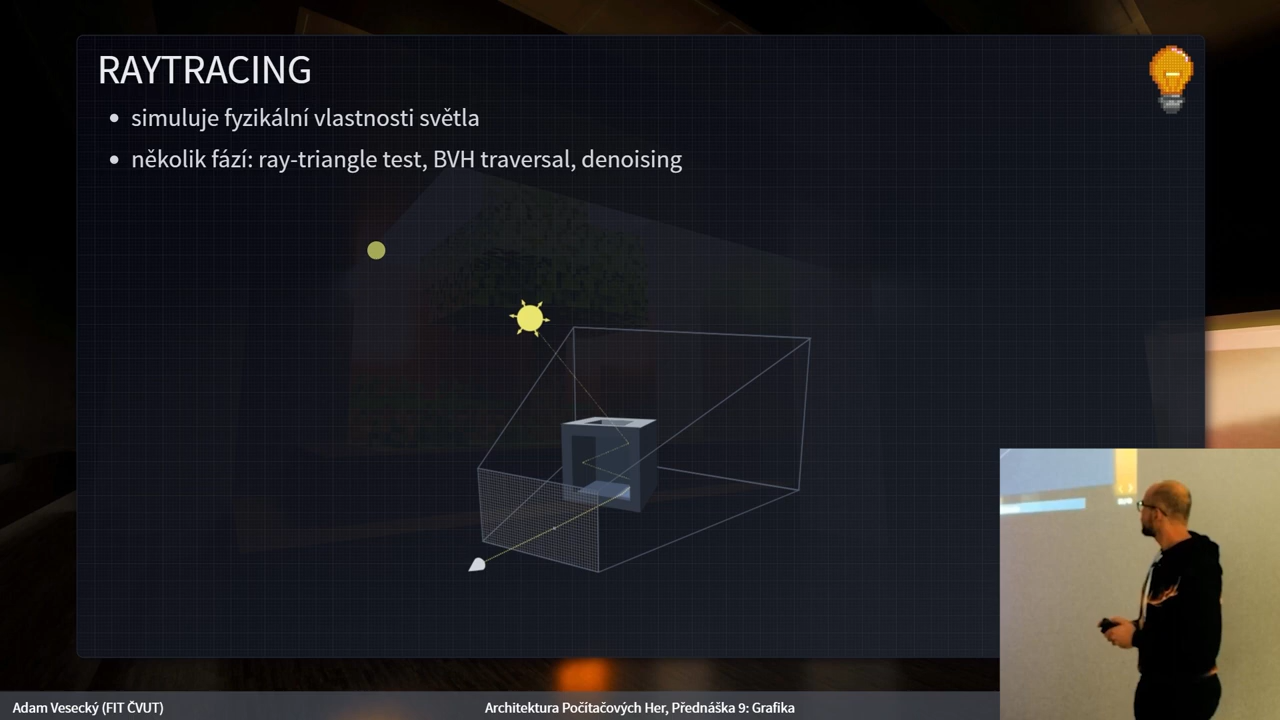 RAYTRACING
simuluje fyzikální vlastnosti světla
několik fází: ray-triangle test, BVH traversal, denoising
Adam Vesecký (FIT ČVUT)
Architektura Počítačových Her, Přednáška 9: Grafika